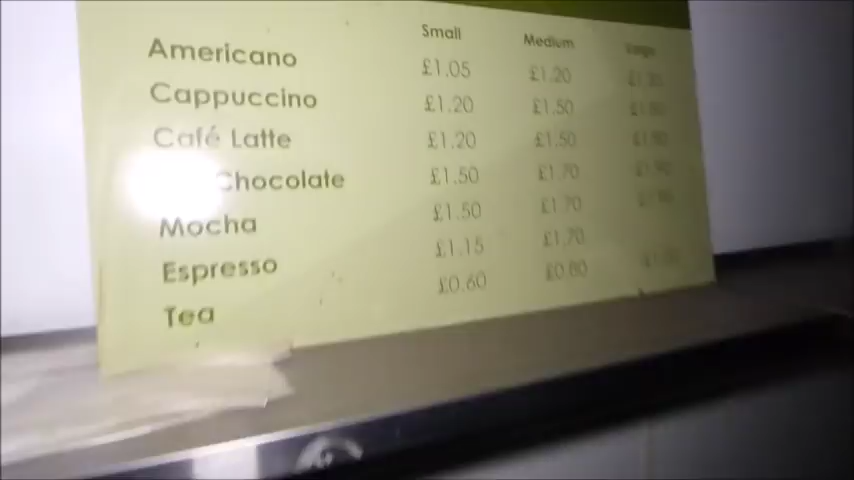 Small Medium Large
Americano £1.05 £1.20
Cappuccino £1.20 £1.50
Café Latte £1.20 £1.50
Chocolate £1.50 £1.70
Mocha £1.50 £1.70
Espresso £1.15 £1.70
Tea £0.60 £0.80